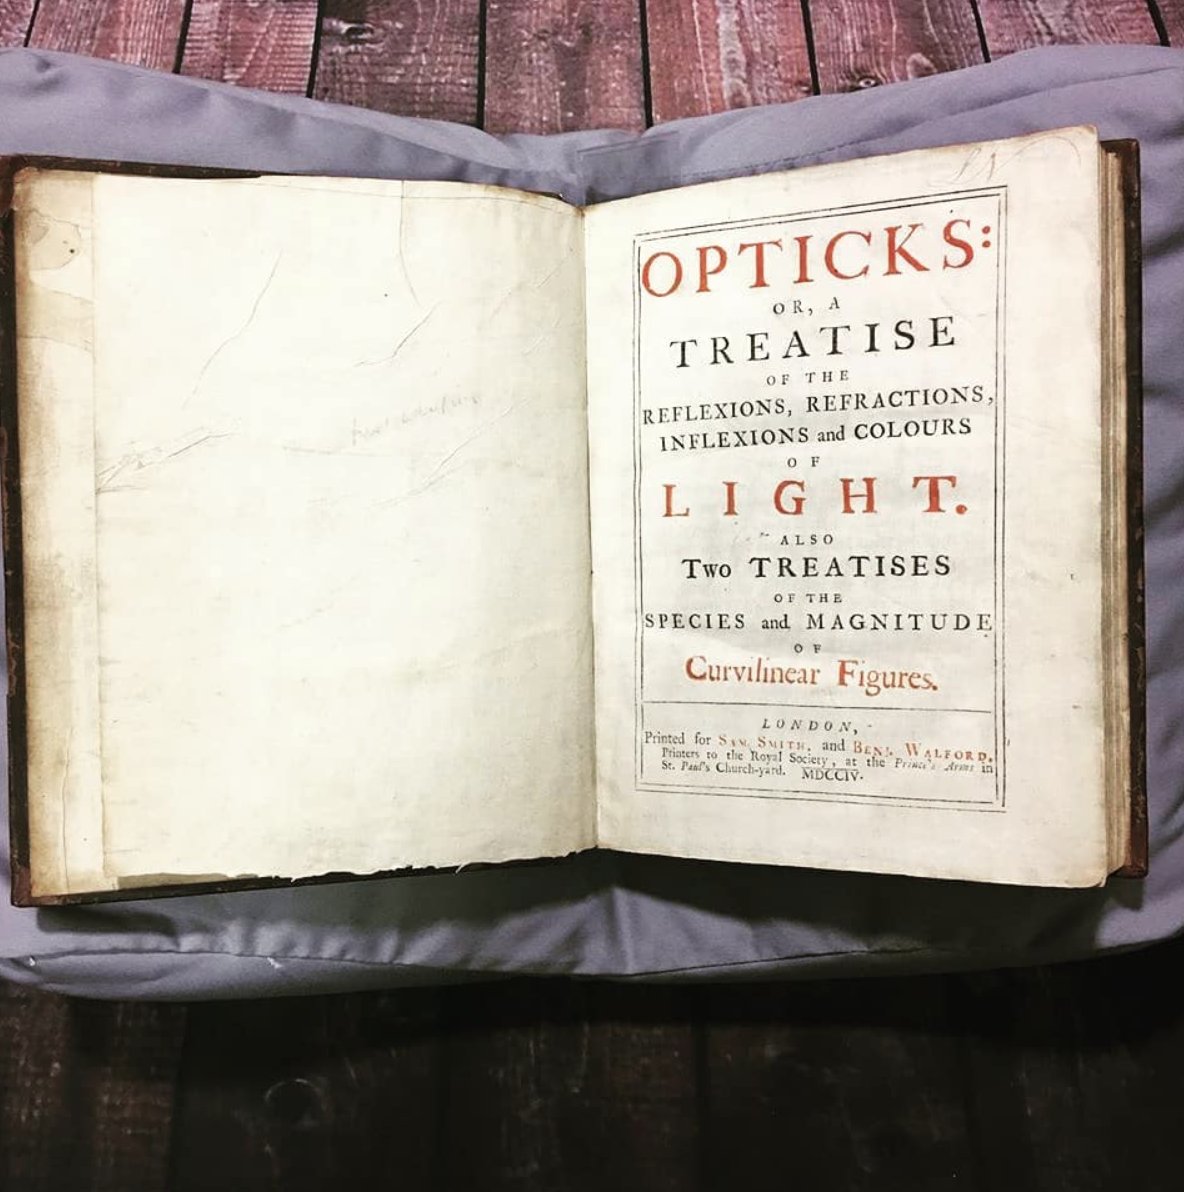 OPTICKS:
OR, A
TREATISE
OF THE
REFLEXIONS, REFRACTIONS,
INFLEXIONS and COLOURS
OF
LIGHT.
ALSO
Two TREATISES
OF THE
SPECIES and MAGNITUDE
OF
Curvilinear Figures.
LONDON,
Printed for SAM. SMITH, and BENJ. WALFORD,
Printers to the Royal Society, at the Prince's Arms in
St. Paul's Church-yard. MDCCIV.